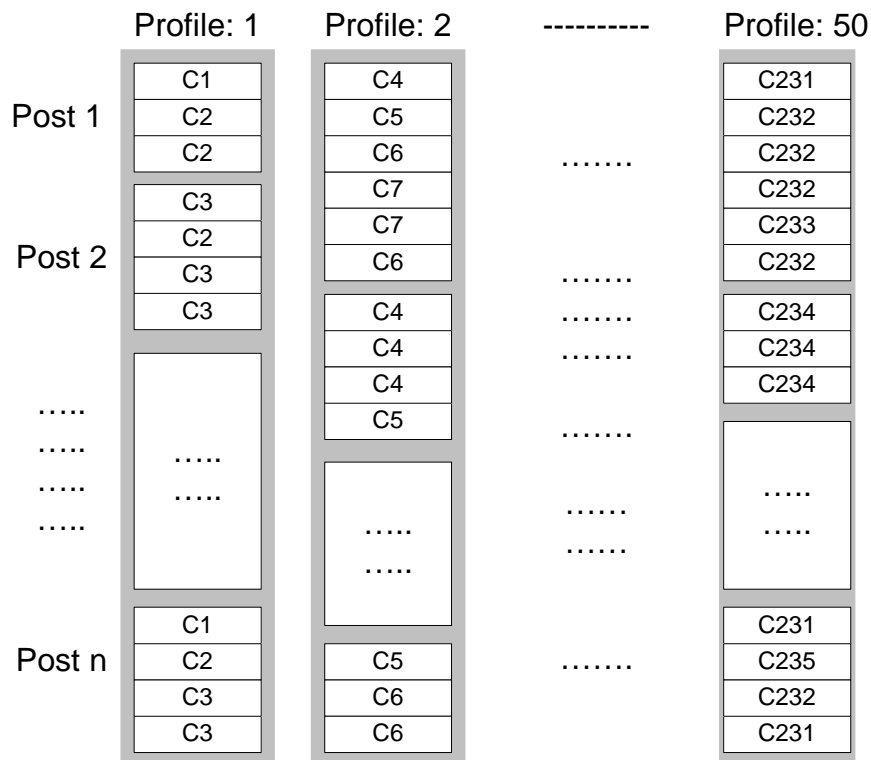 Profile: 1 Profile: 2 ---------- Profile: 50
Post 1
Post 2
…..
…..
…..
…..
Post n
C1
C2
C2
C3
C2
C3
C3
…..
…..
C1
C2
C3
C3
C4
C5
C6
C7
C7
C6
C4
C4
C4
C5
…..
…..
C5
C6
C6
…….
…….
…….
…….
…….
……
……
…….
C231
C232
C232
C232
C233
C232
C234
C234
C234
…..
…..
C231
C235
C232
C231